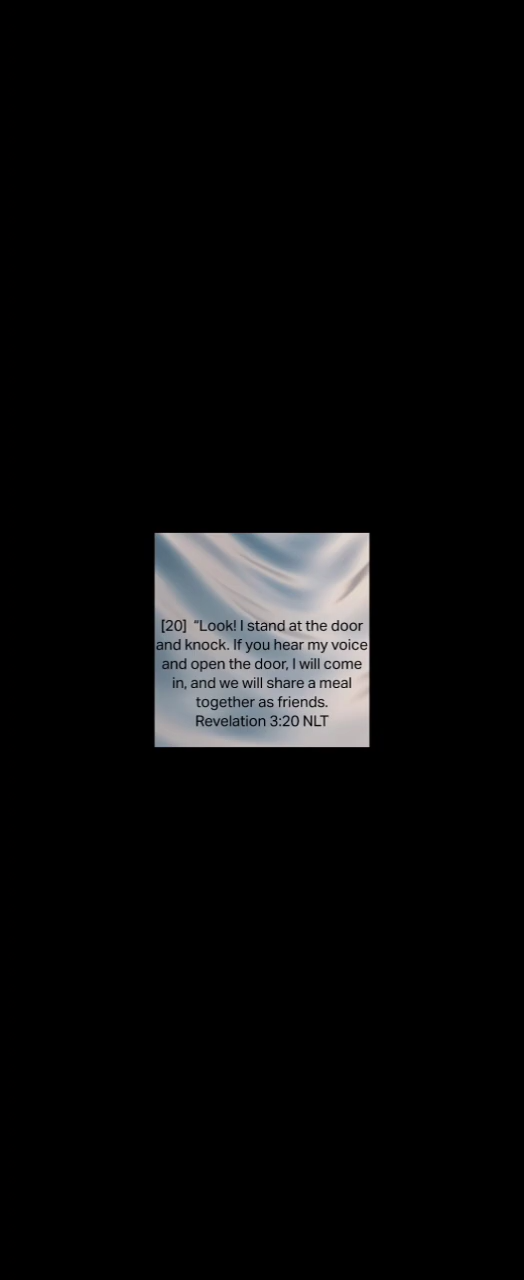 [20] “Look! I stand at the door
and knock. If you hear my voice
and open the door, I will come
in, and we will share a meal
together as friends.
Revelation 3:20 NLT